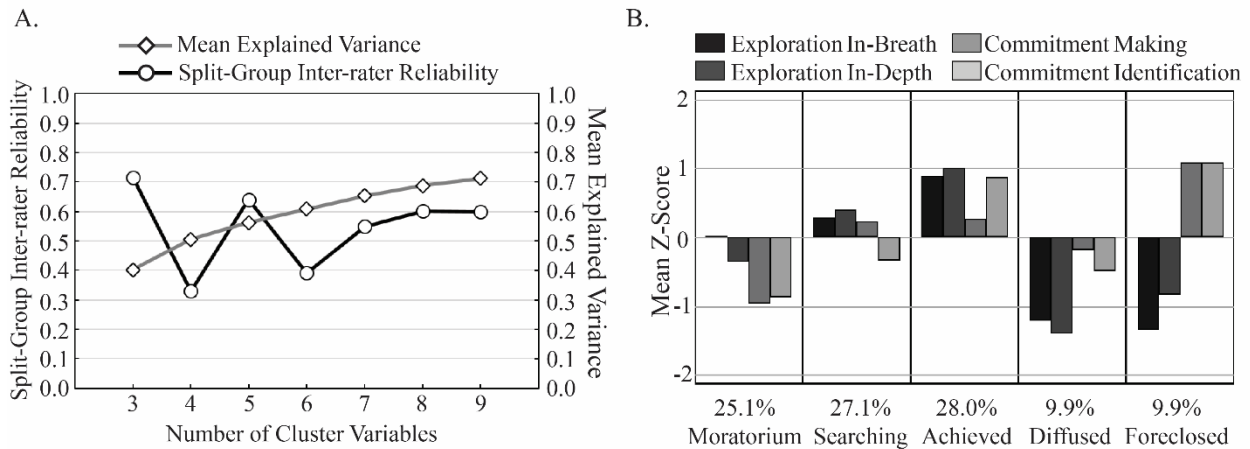 A.
Mean Explained Variance
Split-Group Inter-rater Reliability
Split-Group Inter-rater Reliability
1.0
0.9
0.8
0.7
0.6
0.5
0.4
0.3
0.2
0.1
0.0
1.0
0.9
0.8
0.7
0.6
0.5
0.4
0.3
0.2
0.1
0.0
Mean Explained Variance
3 4 5 6 7 8 9
Number of Cluster Variables
B.
Exploration In-Breath
Exploration In-Depth
Commitment Making
Commitment Identification
Mean Z-Score
2
1
0
-1
-2
25.1% 27.1% 28.0% 9.9% 9.9%
Moratorium Searching Achieved Diffused Foreclosed